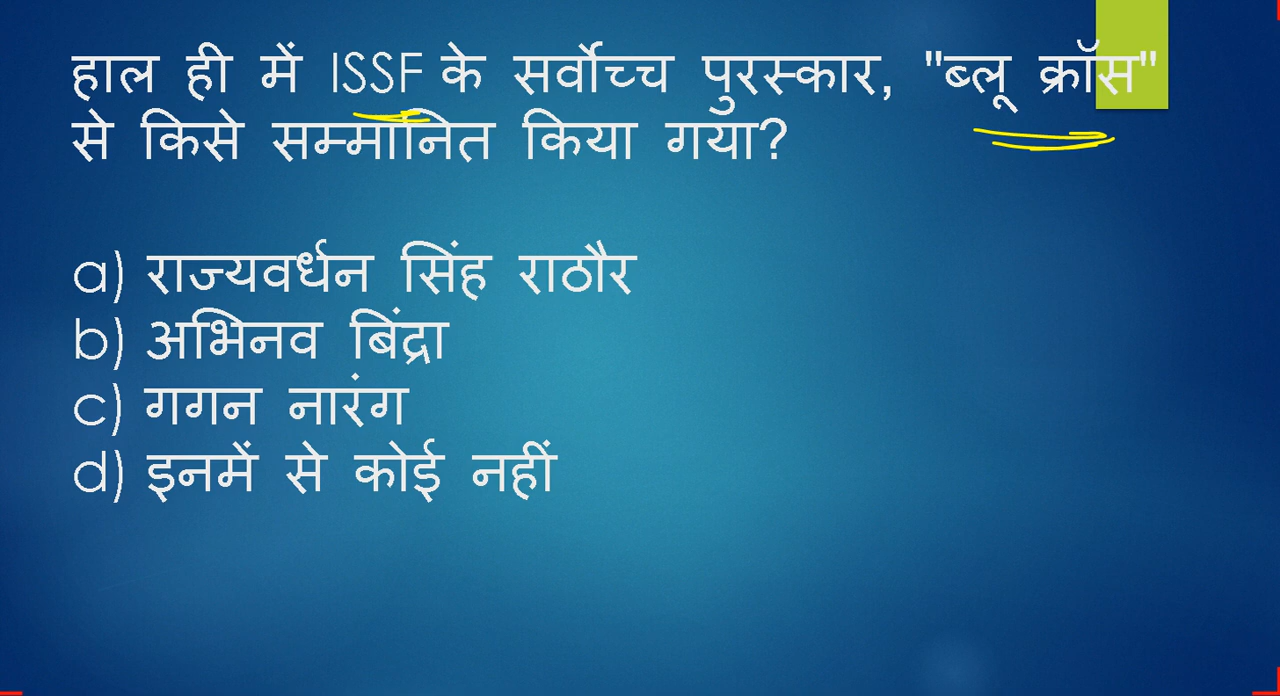 हाल ही में ISSF के सर्वोच्च पुरस्कार, "ब्लू क्रॉस"
से किसे सम्मानित किया गया?
a) राज्यवर्धन सिंह राठौर
b) अभिनव बिंद्रा
c) गगन नारंग
d) इनमें से कोई नहीं